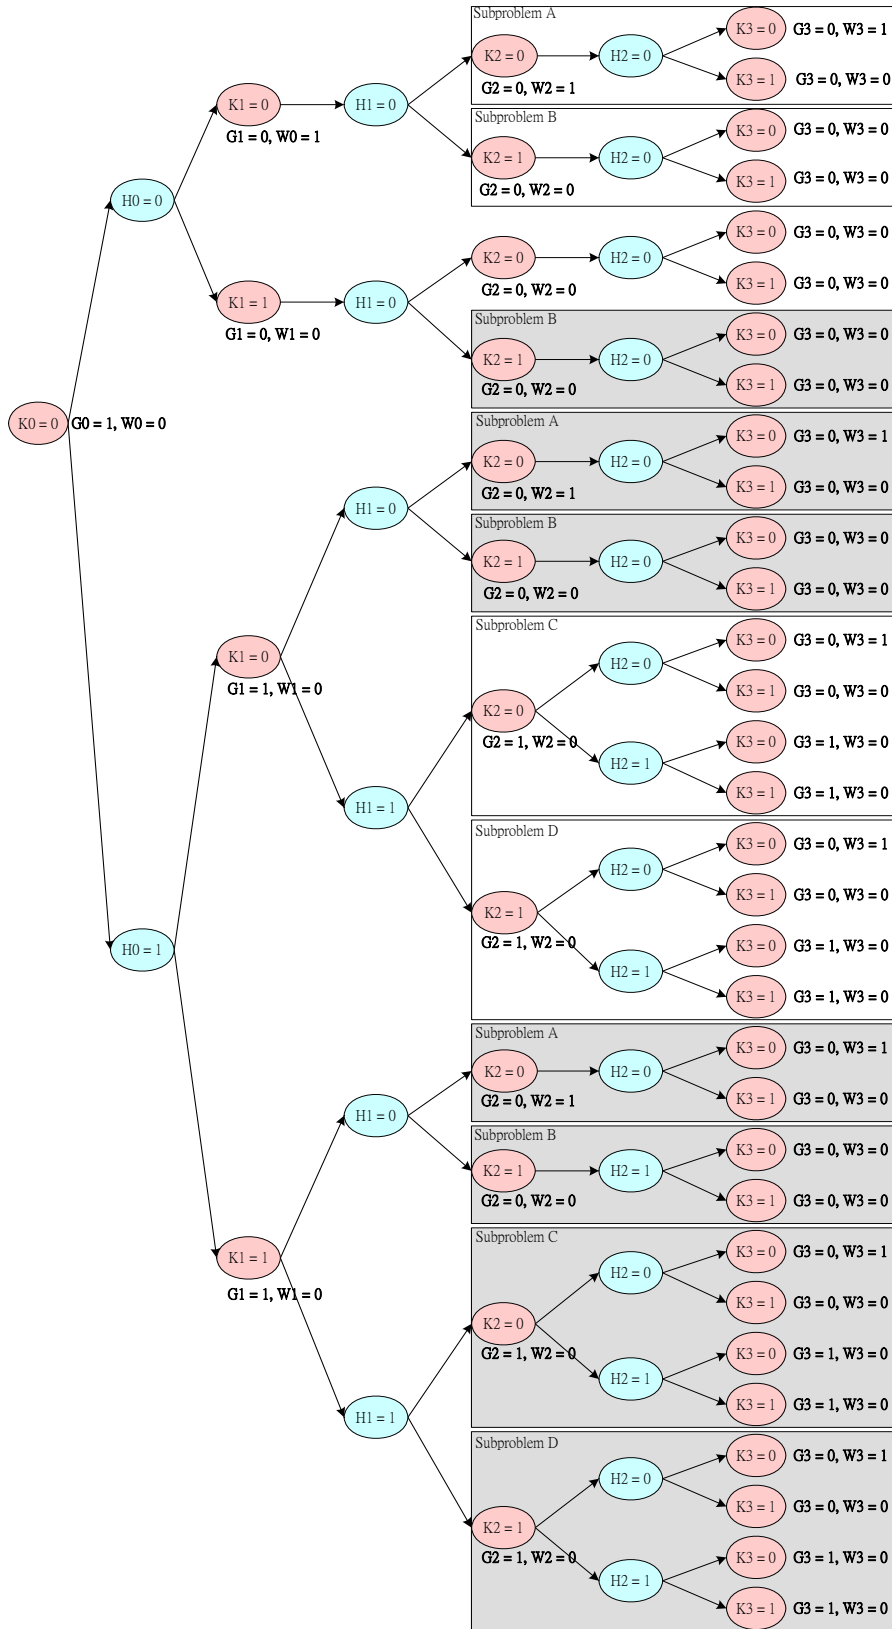 Subproblem A
K3 = 0 G3 = 0, W3 = 1
K2 = 0 H2 = 0
G2 = 0, W2 = 1
K3 = 1 G3 = 0, W3 = 0
K1 = 0 H1 = 0
G1 = 0, W0 = 1
Subproblem B
K3 = 0 G3 = 0, W3 = 0
K2 = 1 H2 = 0
G2 = 0, W2 = 0
K3 = 1 G3 = 0, W3 = 0
H0 = 0
K3 = 0 G3 = 0, W3 = 0
K2 = 0 H2 = 0
G2 = 0, W2 = 0
K3 = 1 G3 = 0, W3 = 0
K1 = 1 H1 = 0
G1 = 0, W1 = 0
Subproblem B
K3 = 0 G3 = 0, W3 = 0
K2 = 1 H2 = 0
G2 = 0, W2 = 0
K3 = 1 G3 = 0, W3 = 0
K0 = 0 G0 = 1, W0 = 0
Subproblem A
K3 = 0 G3 = 0, W3 = 1
K2 = 0 H2 = 0
G2 = 0, W2 = 1
K3 = 1 G3 = 0, W3 = 0
H1 = 0
Subproblem B
K3 = 0 G3 = 0, W3 = 0
K2 = 1 H2 = 0
G2 = 0, W2 = 0
K3 = 1 G3 = 0, W3 = 0
Subproblem C
K3 = 0 G3 = 0, W3 = 1
K1 = 0 H2 = 0
G1 = 1, W1 = 0
K3 = 1 G3 = 0, W3 = 0
K2 = 0
G2 = 1, W2 = 0
K3 = 0 G3 = 1, W3 = 0
H2 = 1
K3 = 1 G3 = 1, W3 = 0
H1 = 1
Subproblem D
K3 = 0 G3 = 0, W3 = 1
H2 = 0
K3 = 1 G3 = 0, W3 = 0
K2 = 1
G2 = 1, W2 = 0
K3 = 0 G3 = 1, W3 = 0
H0 = 1
H2 = 1
K3 = 1 G3 = 1, W3 = 0
Subproblem A
K3 = 0 G3 = 0, W3 = 1
K2 = 0 H2 = 0
G2 = 0, W2 = 1
K3 = 1 G3 = 0, W3 = 0
H1 = 0
Subproblem B
K3 = 0 G3 = 0, W3 = 0
K2 = 1 H2 = 1
G2 = 0, W2 = 0
K3 = 1 G3 = 0, W3 = 0
Subproblem C
K3 = 0 G3 = 0, W3 = 1
K1 = 1
H2 = 0
G1 = 1, W1 = 0
K3 = 1 G3 = 0, W3 = 0
K2 = 0
G2 = 1, W2 = 0
K3 = 0 G3 = 1, W3 = 0
H2 = 1
K3 = 1 G3 = 1, W3 = 0
H1 = 1
Subproblem D
K3 = 0 G3 = 0, W3 = 1
H2 = 0
K3 = 1 G3 = 0, W3 = 0
K2 = 1
G2 = 1, W2 = 0
K3 = 0 G3 = 1, W3 = 0
H2 = 1
K3 = 1 G3 = 1, W3 = 0